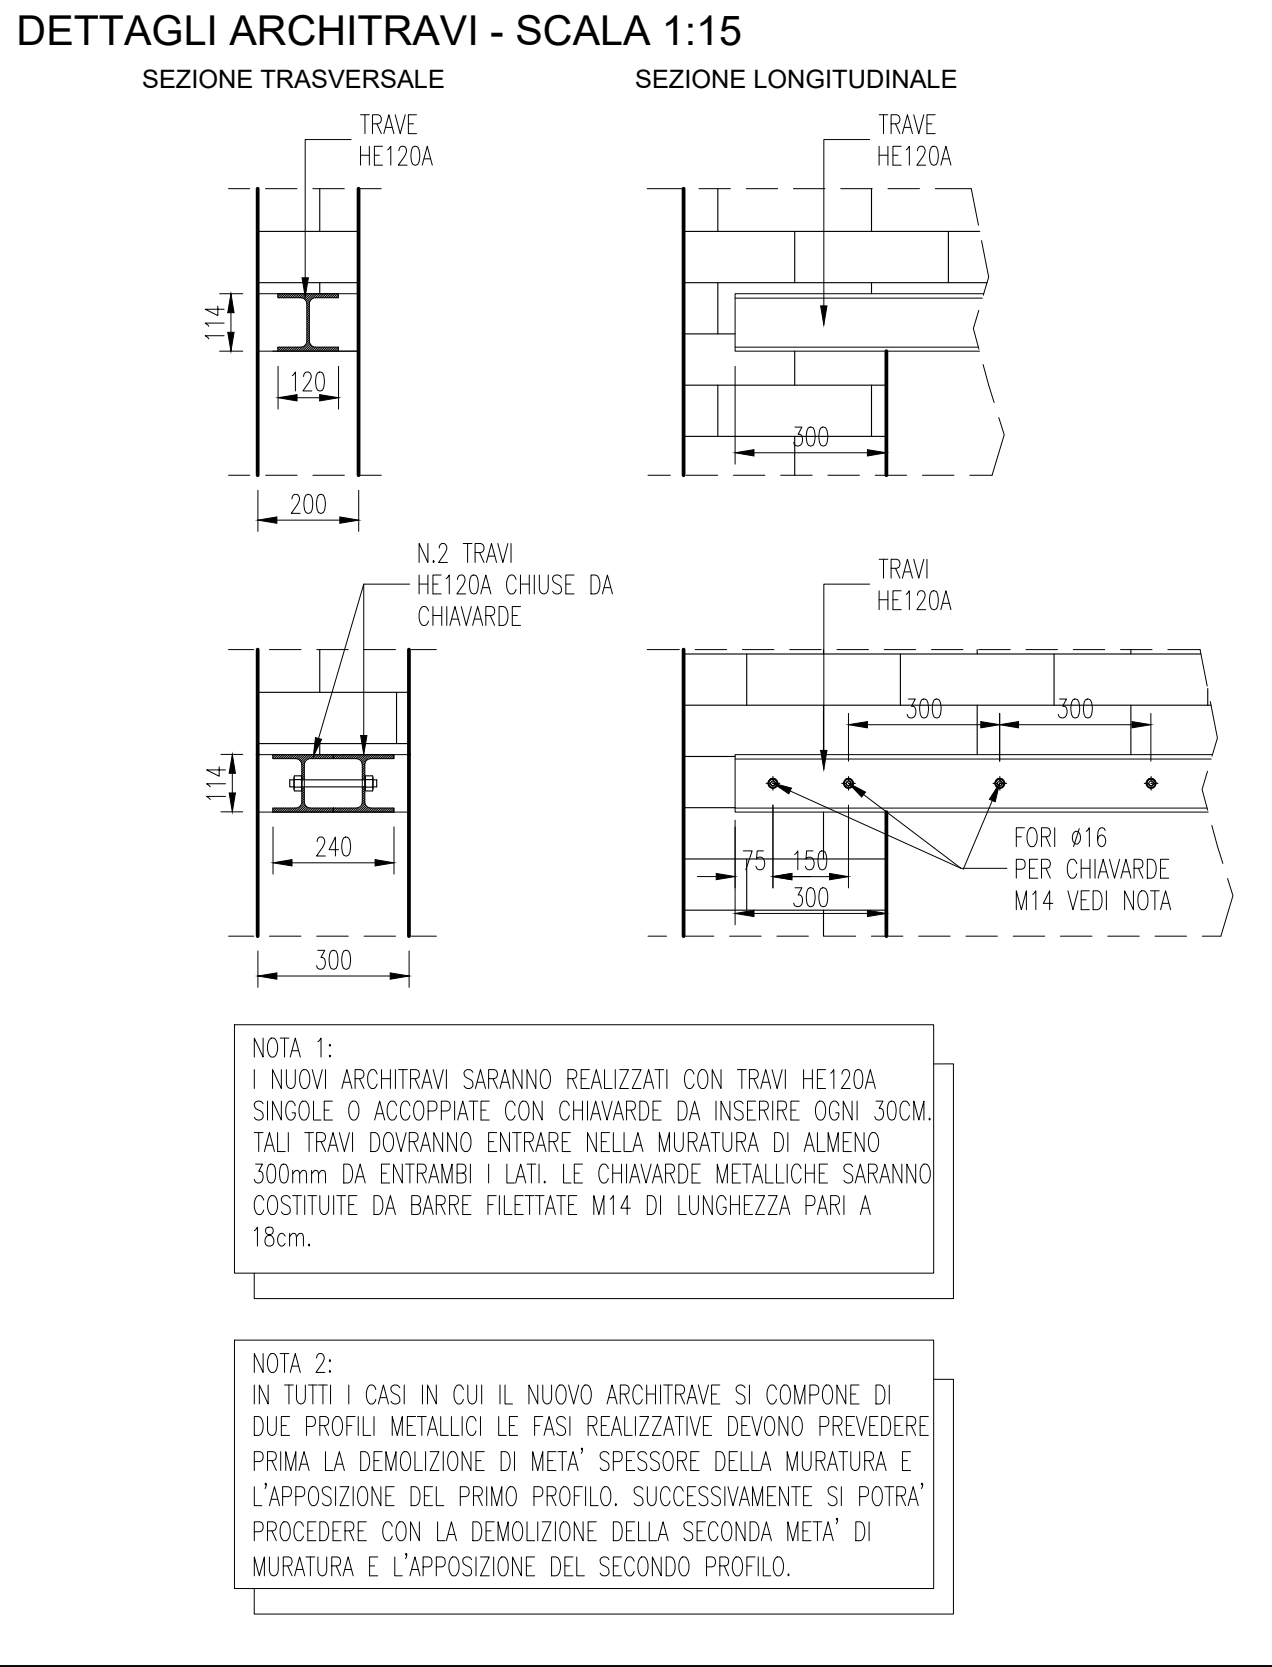 DETTAGLI ARCHITRAVI - SCALA 1:15
SEZIONE TRASVERSALE
SEZIONE LONGITUDINALE
TRAVE
HE120A
TRAVE
HE120A
114
120
300
200
N.2 TRAVI
HE120A CHIUSE DA
CHIAVARDE
TRAVI
HE120A
300
300
114
240
75
150
300
FORI ø16
PER CHIAVARDE
M14 VEDI NOTA
300
NOTA 1:
I NUOVI ARCHITRAVI SARANNO REALIZZATI CON TRAVI HE120A
SINGOLE O ACCOPPIATE CON CHIAVARDE DA INSERIRE OGNI 30CM.
TALI TRAVI DOVRANNO ENTRARE NELLA MURATURA DI ALMENO
300mm DA ENTRAMBI I LATI. LE CHIAVARDE METALLICHE SARANNO
COSTITUITE DA BARRE FILETTATE M14 DI LUNGHEZZA PARI A
18cm.
NOTA 2:
IN TUTTI I CASI IN CUI IL NUOVO ARCHITRAVE SI COMPONE DI
DUE PROFILI METALLICI LE FASI REALIZZATIVE DEVONO PREVEDERE
PRIMA LA DEMOLIZIONE DI META' SPESSORE DELLA MURATURA E
L'APPOSIZIONE DEL PRIMO PROFILO. SUCCESSIVAMENTE SI POTRA'
PROCEDERE CON LA DEMOLIZIONE DELLA SECONDA META' DI
MURATURA E L'APPOSIZIONE DEL SECONDO PROFILO.